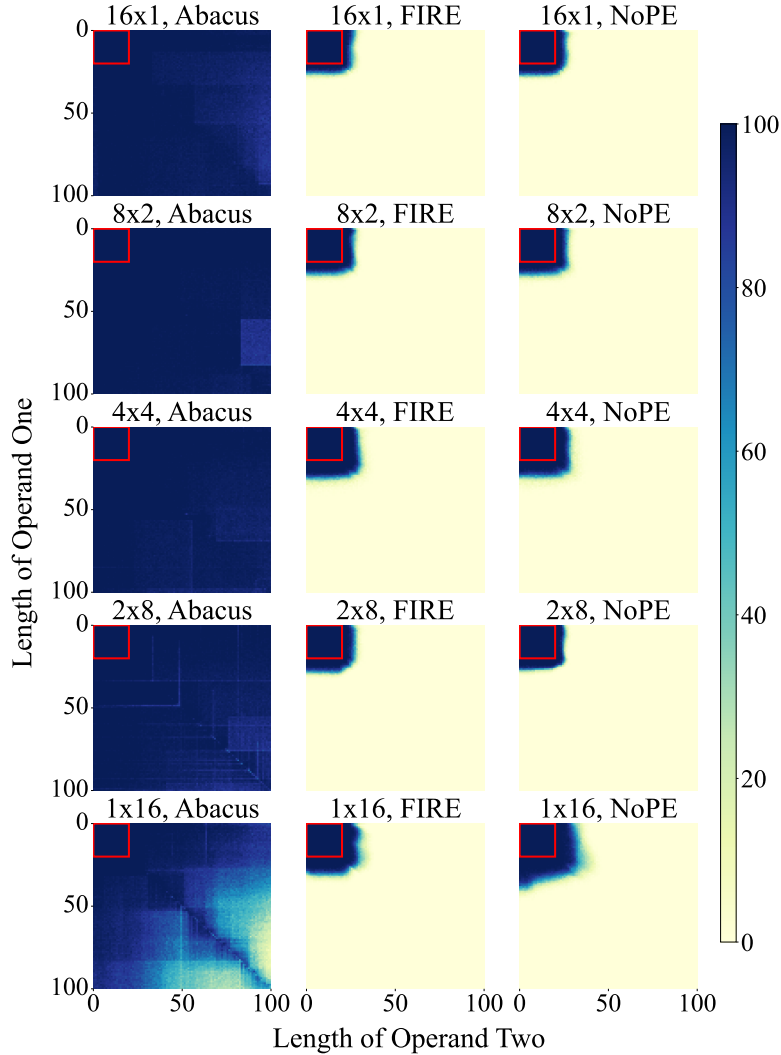 16x1, Abacus 16x1, FIRE 16x1, NoPE
0
50
100
8x2, Abacus 8x2, FIRE 8x2, NoPE
0
50
100
4x4, Abacus 4x4, FIRE 4x4, NoPE
0
50
100
2x8, Abacus 2x8, FIRE 2x8, NoPE
0
50
100
1x16, Abacus 1x16, FIRE 1x16, NoPE
0
50
100
0 50 100 0 50 100 0 50 100
Length of Operand Two
Length of Operand One
100
80
60
40
20
0